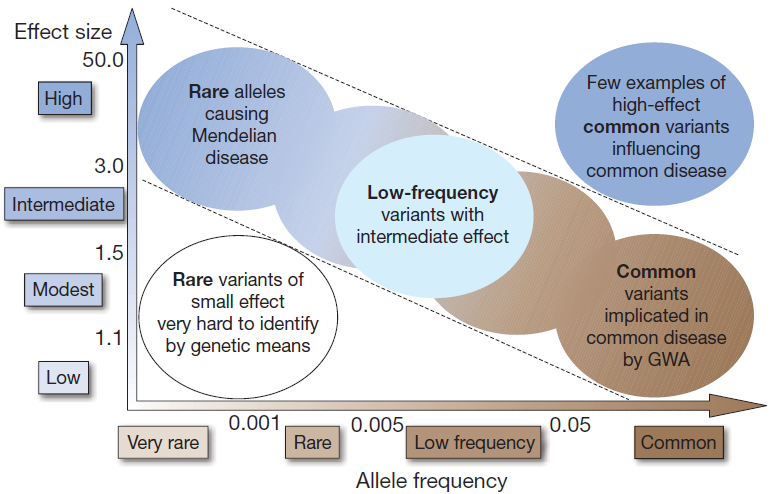 Effect size
50.0
High
3.0
Intermediate
1.5
Modest
1.1
Low
Rare alleles
causing
Mendelian
disease
Few examples of
high-effect
common variants
influencing
common disease
Low-frequency
variants with
intermediate effect
Rare variants of
small effect
very hard to identify
by genetic means
Common
variants
implicated in
common disease
by GWA
0.001
0.005
0.05
Very rare
Rare
Low frequency
Common
Allele frequency